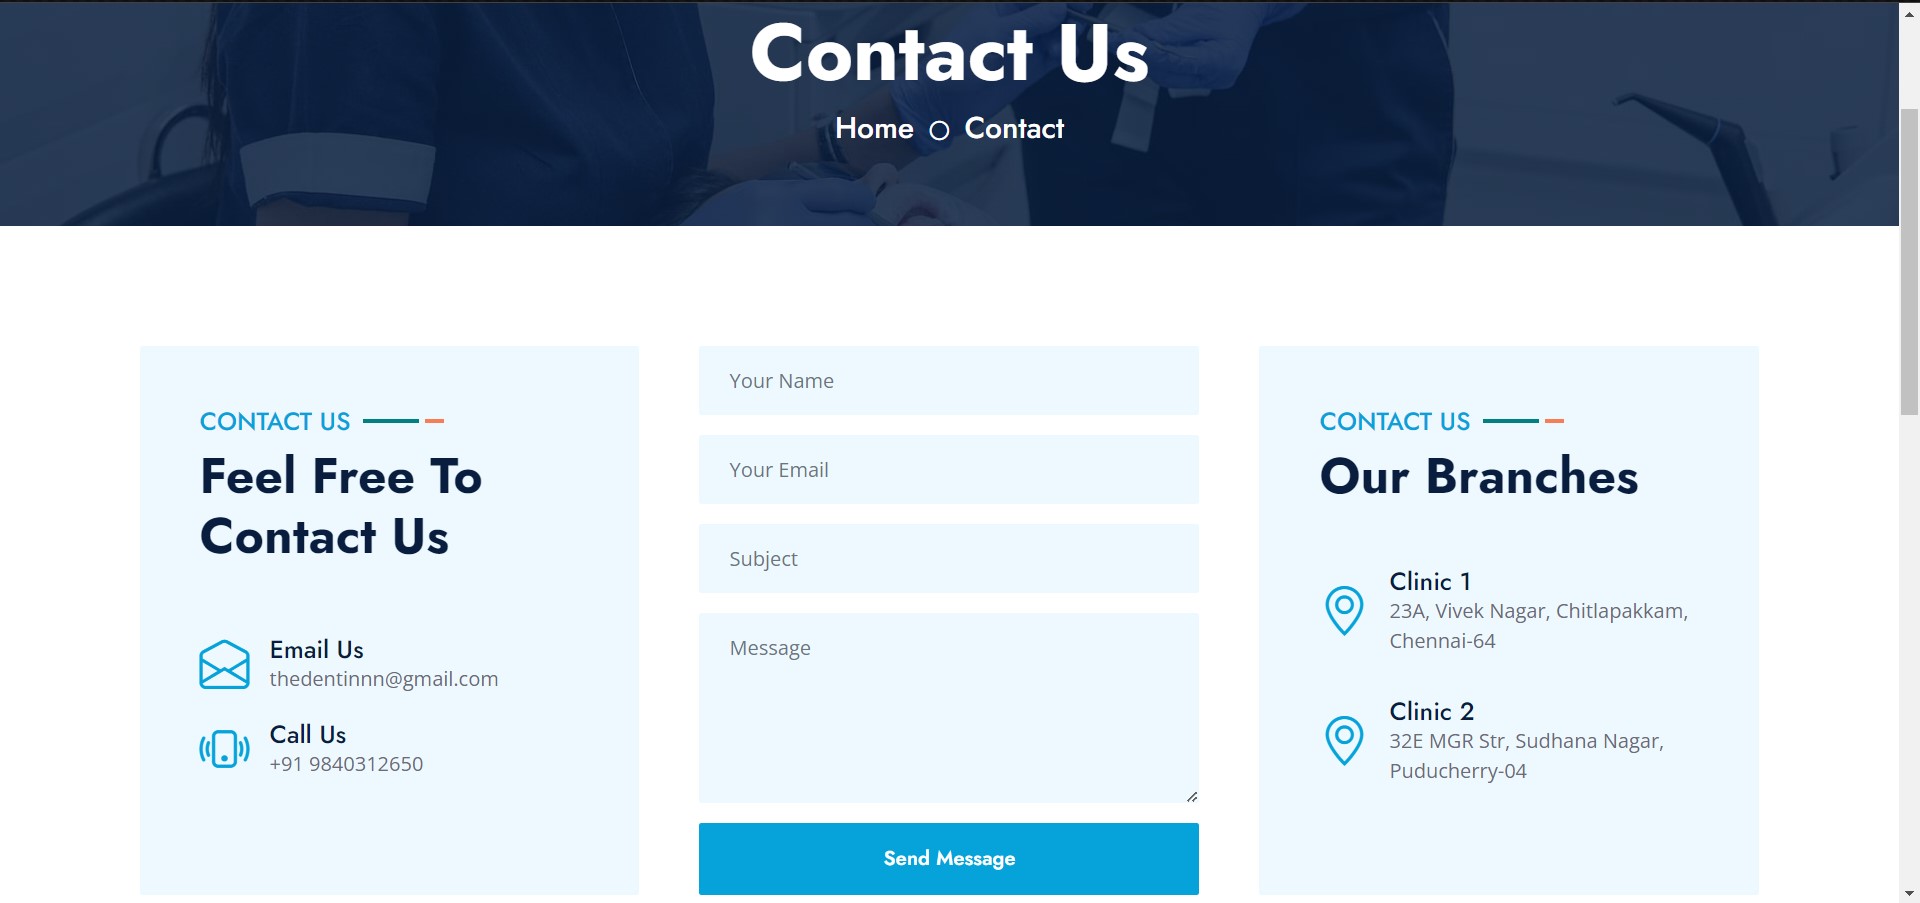 Contact Us
Home Contact
CONTACT US
Feel Free To
Contact Us
Email Us
thedentinnn@gmail.com
Call Us
+91 9840312650
Your Name
Your Email
Subject
Message
Send Message
CONTACT US
Our Branches
Clinic 1
23A, Vivek Nagar, Chitlapakkam,
Chennai-64
Clinic 2
32E MGR Str, Sudhana Nagar,
Puducherry-04